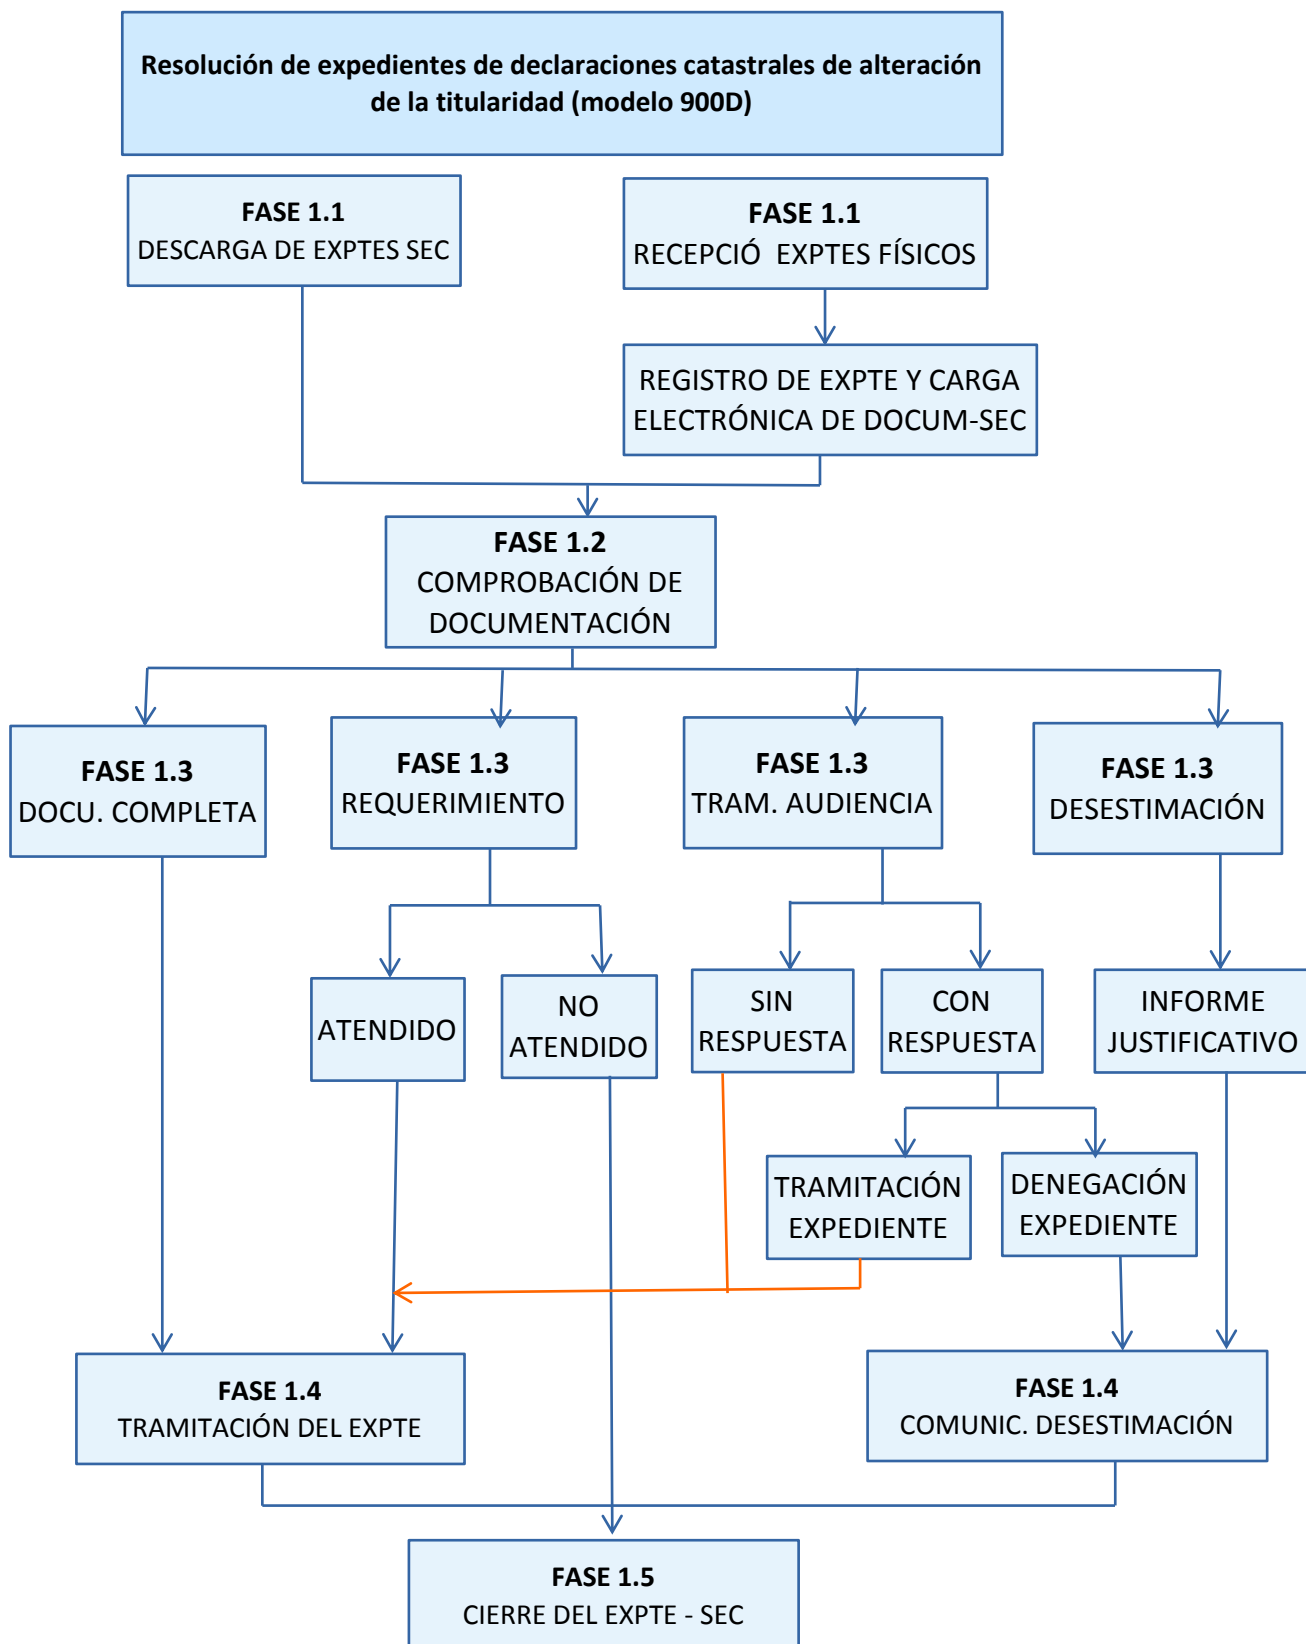 Resolución de expedientes de declaraciones catastrales de alteración
de la titularidad (modelo 900D)
FASE 1.1
DESCARGA DE EXPTES SEC
FASE 1.1
RECEPCIÓ  EXPTES FÍSICOS
REGISTRO DE EXPTE Y CARGA
ELECTRÓNICA DE DOCUM-SEC
FASE 1.2
COMPROBACIÓN DE
DOCUMENTACIÓN
FASE 1.3
DOCU. COMPLETA
FASE 1.3
REQUERIMIENTO
FASE 1.3
TRAM. AUDIENCIA
FASE 1.3
DESESTIMACIÓN
ATENDIDO
NO
ATENDIDO
SIN
RESPUESTA
CON
RESPUESTA
INFORME
JUSTIFICATIVO
TRAMITACIÓN
EXPEDIENTE
DENEGACIÓN
EXPEDIENTE
FASE 1.4
TRAMITACIÓN DEL EXPTE
FASE 1.4
COMUNIC. DESESTIMACIÓN
FASE 1.5
CIERRE DEL EXPTE - SEC